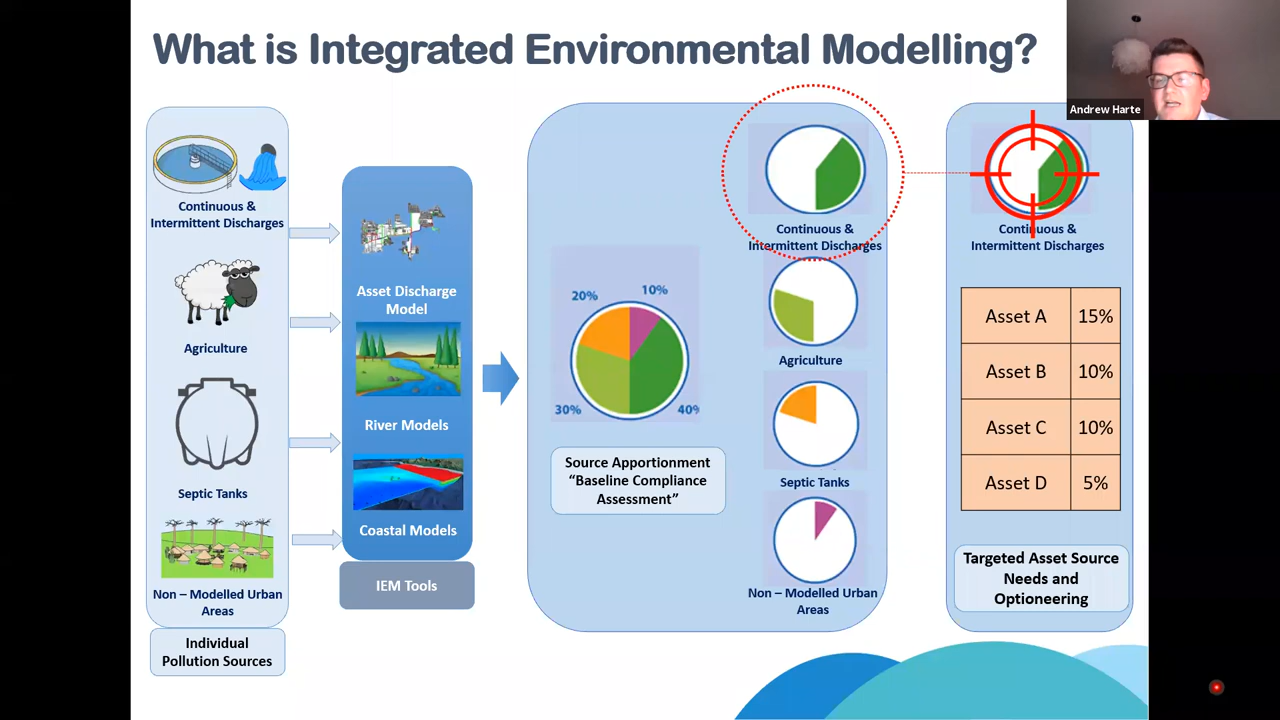 What is Integrated Environmental Modelling?
Andrew Harte
Continuous &
Intermittent Discharges
Agriculture
Septic Tanks
Non – Modelled Urban
Areas
Individual
Pollution Sources
Asset Discharge
Model
River Models
Coastal Models
IEM Tools
20%
10%
30%
40%
Source Apportionment
“Baseline Compliance
Assessment”
Continuous &
Intermittent Discharges
Agriculture
Septic Tanks
Non – Modelled Urban
Areas
Continuous &
Intermittent Discharges
Asset A 15%
Asset B 10%
Asset C 10%
Asset D 5%
Targeted Asset Source
Needs and
Optioneering